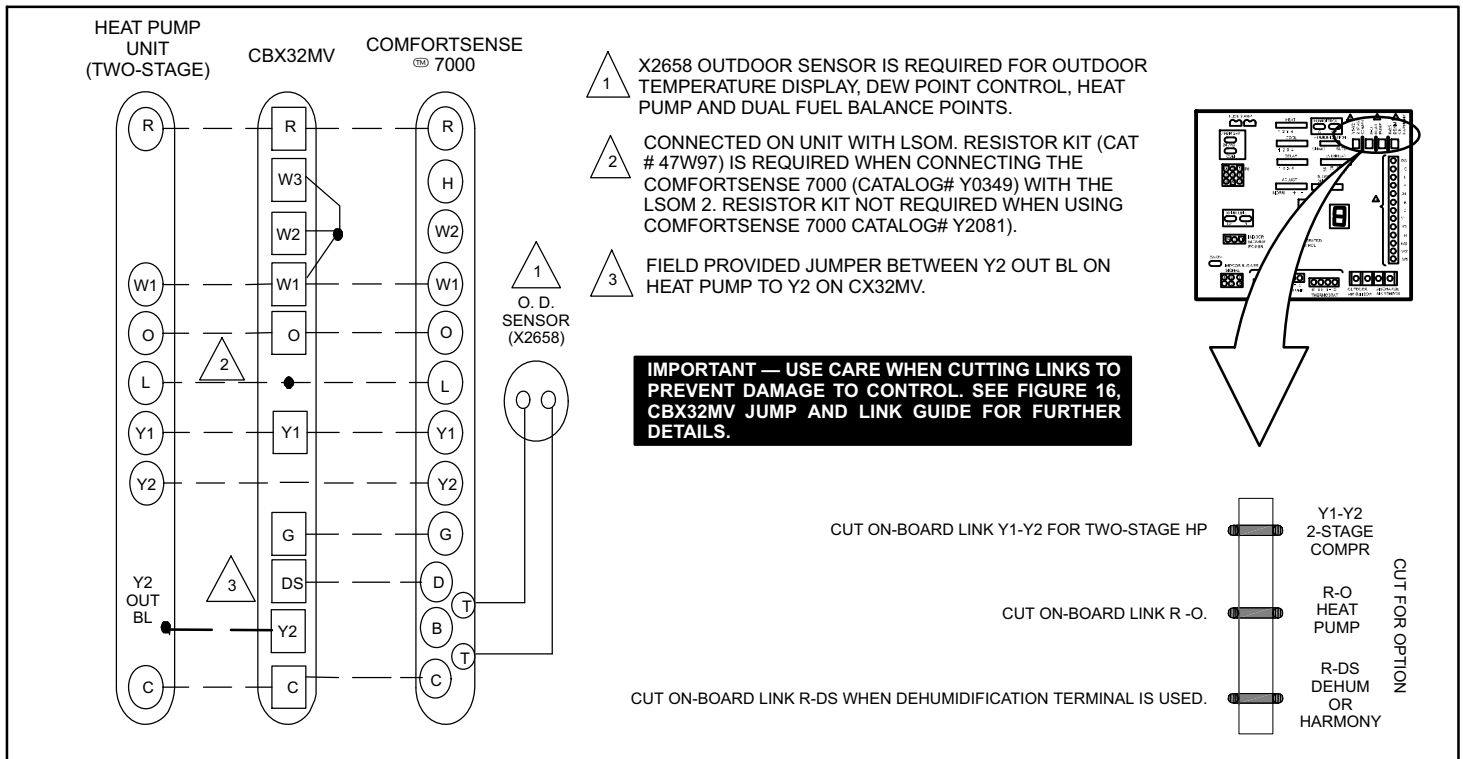 HEAT PUMP
UNIT
(TWO-STAGE)
CBX32MV
COMFORTSENSE
™ 7000
R
W1
O
L
Y1
Y2
Y2
OUT
BL
C
R
W3
W2
W1
O
Y1
G
DS
Y2
C
R
H
W2
W1
O
L
Y1
Y2
G
D
T
B
T
C
2
3
1
O. D.
SENSOR
(X2658)
1
X2658 OUTDOOR SENSOR IS REQUIRED FOR OUTDOOR
TEMPERATURE DISPLAY, DEW POINT CONTROL, HEAT
PUMP AND DUAL FUEL BALANCE POINTS.
2
CONNECTED ON UNIT WITH LSOM. RESISTOR KIT (CAT
# 47W97) IS REQUIRED WHEN CONNECTING THE
COMFORTSENSE 7000 (CATALOG# Y0349) WITH THE
LSOM 2. RESISTOR KIT NOT REQUIRED WHEN USING
COMFORTSENSE 7000 CATALOG# Y2081).
3
FIELD PROVIDED JUMPER BETWEEN Y2 OUT BL ON
HEAT PUMP TO Y2 ON CX32MV.
IMPORTANT — USE CARE WHEN CUTTING LINKS TO
PREVENT DAMAGE TO CONTROL. SEE FIGURE 16,
CBX32MV JUMP AND LINK GUIDE FOR FURTHER
DETAILS.
CUT ON-BOARD LINK Y1-Y2 FOR TWO-STAGE HP
Y1-Y2
2-STAGE
COMPR
CUT ON-BOARD LINK R -O.
R-O
HEAT
PUMP
CUT ON-BOARD LINK R-DS WHEN DEHUMIDIFICATION TERMINAL IS USED.
R-DS
DEHUM
OR
HARMONY
CUT FOR OPTION